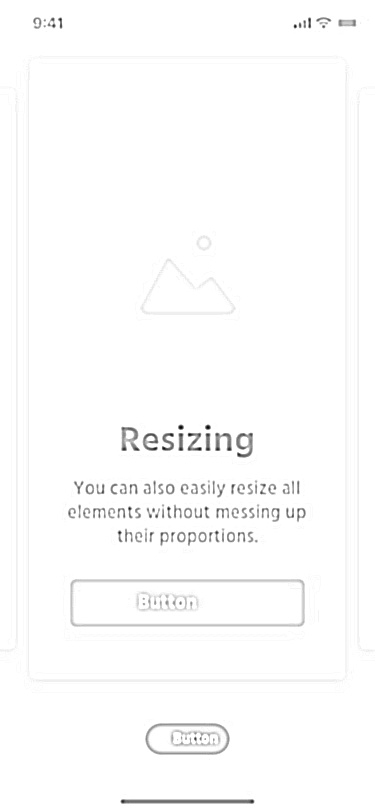 9:41
Resizing
You can also easily resize all
elements without messing up
their proportions.
Button
Button